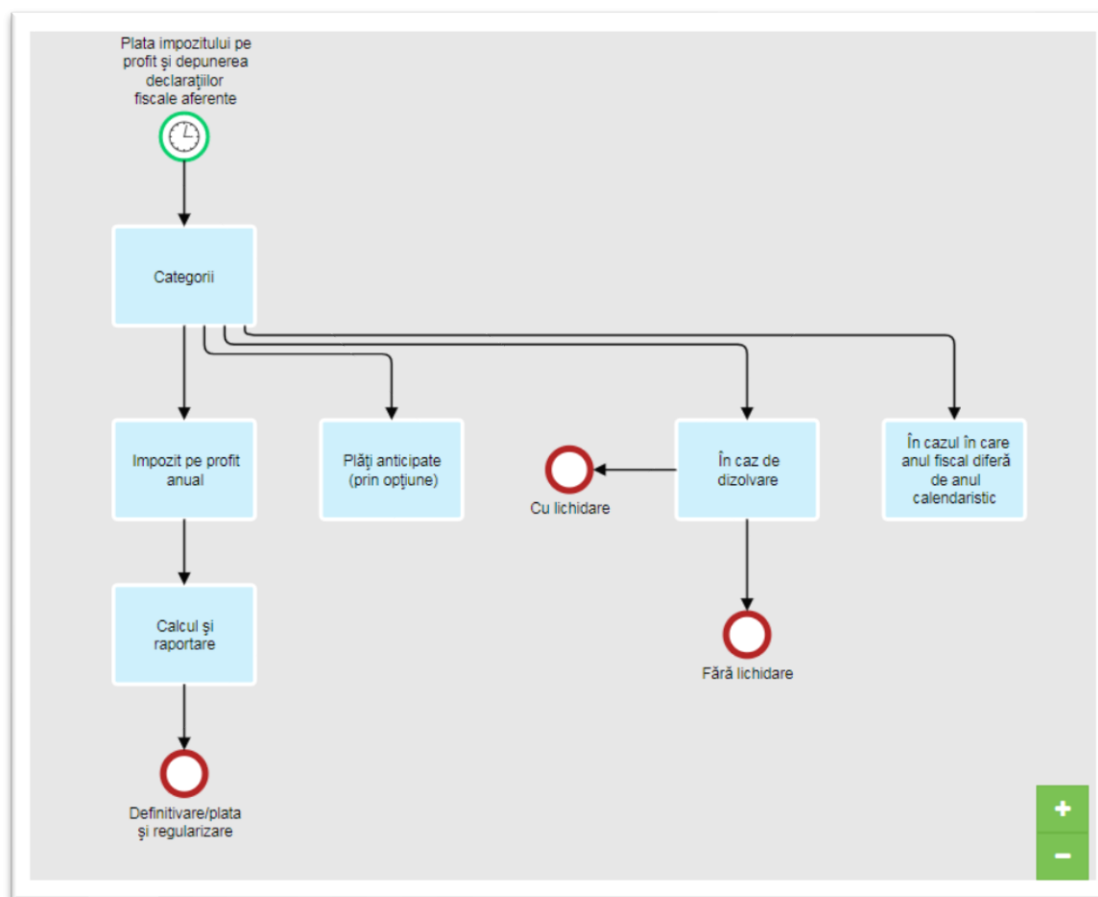 Plata impozitului pe
profit și depunerea
declarațiilor
fiscale aferente
Categorii
Impozit pe profit
anual
Plăți anticipate
(prin opțiune)
Cu lichidare
În caz de
dizolvare
În cazul în care
anul fiscal diferă
de anul
calendaristic
Calcul și
raportare
Fără lichidare
Definitivare/plata
și regularizare
+
−